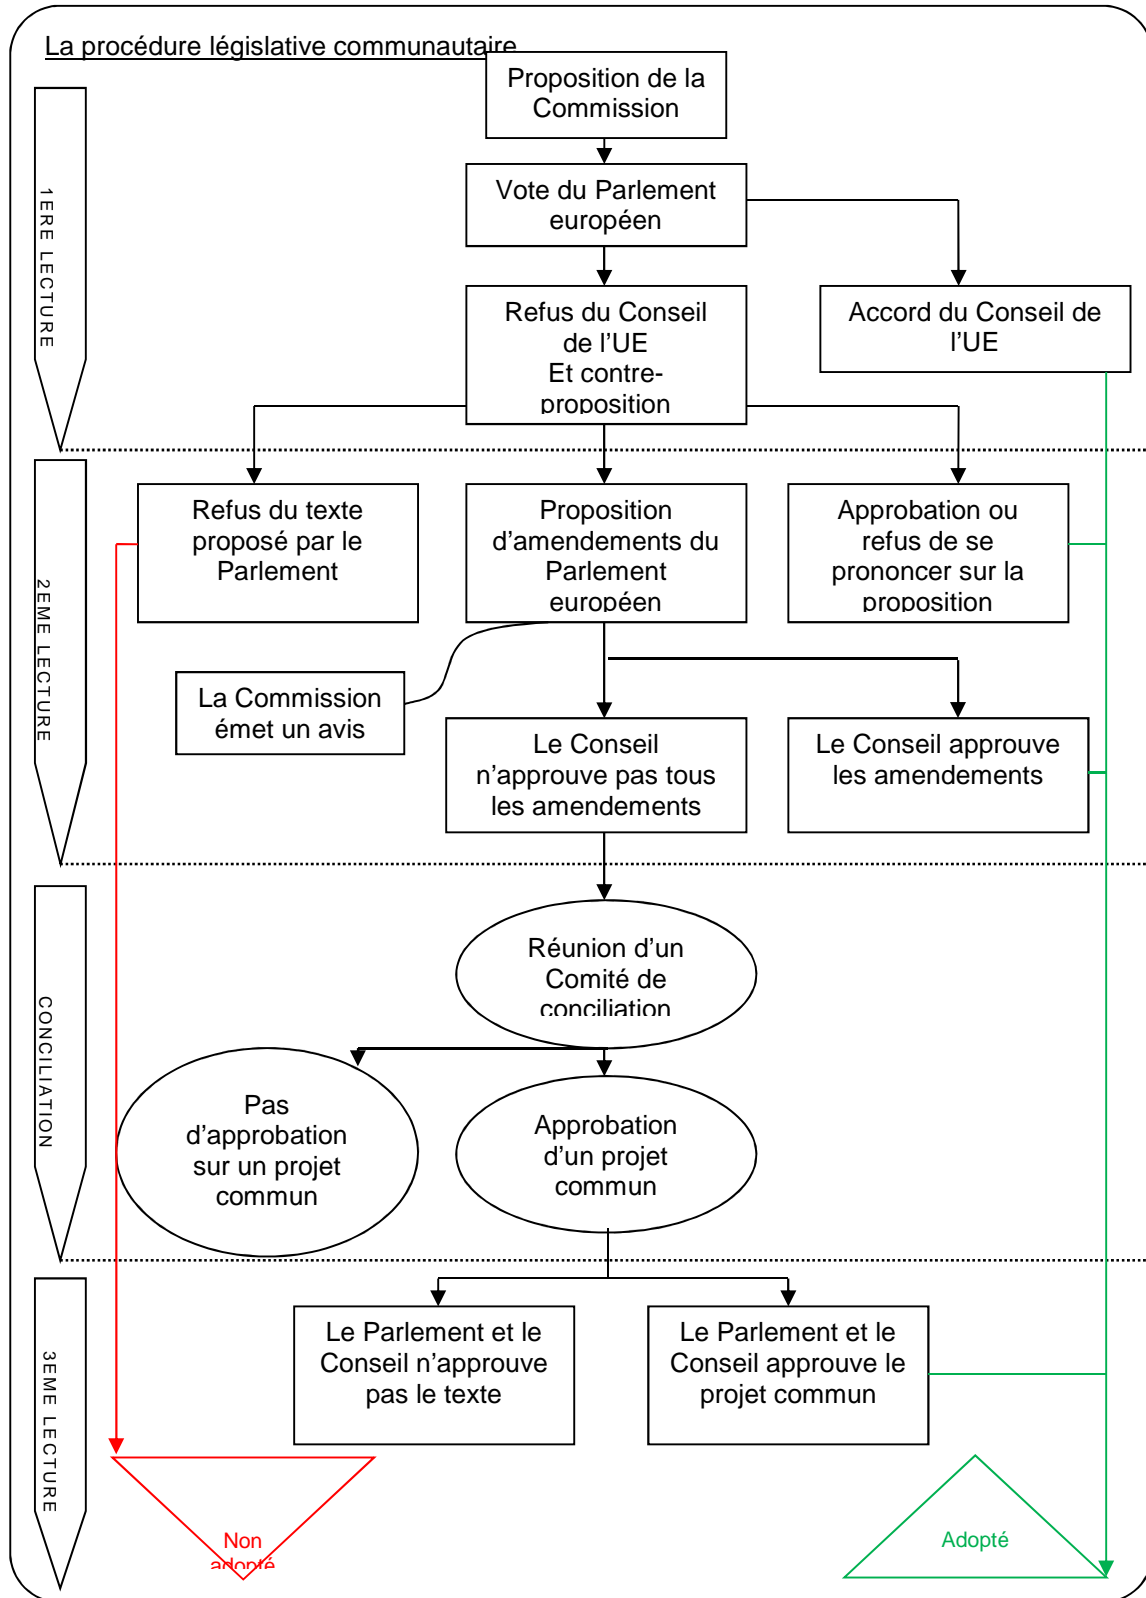 La procédure législative communautaire
Proposition de la
Commission
1ERE LECTURE
Vote du Parlement
européen
Refus du Conseil
de l'UE
Et contre-
proposition
Accord du Conseil de
l'UE
2EME LECTURE
Refus du texte
proposé par le
Parlement
Proposition
d'amendements du
Parlement
européen
Approbation ou
refus de se
prononcer sur la
proposition
La Commission
émet un avis
Le Conseil
n'approuve pas tous
les amendements
Le Conseil approuve
les amendements
CONCILIATION
Réunion d'un
Comité de
conciliation
Pas
d'approbation
sur un projet
commun
Approbation
d'un projet
commun
3EME LECTURE
Le Parlement et le
Conseil n'approuve
pas le texte
Le Parlement et le
Conseil approuve le
projet commun
Non
adopté
Adopté